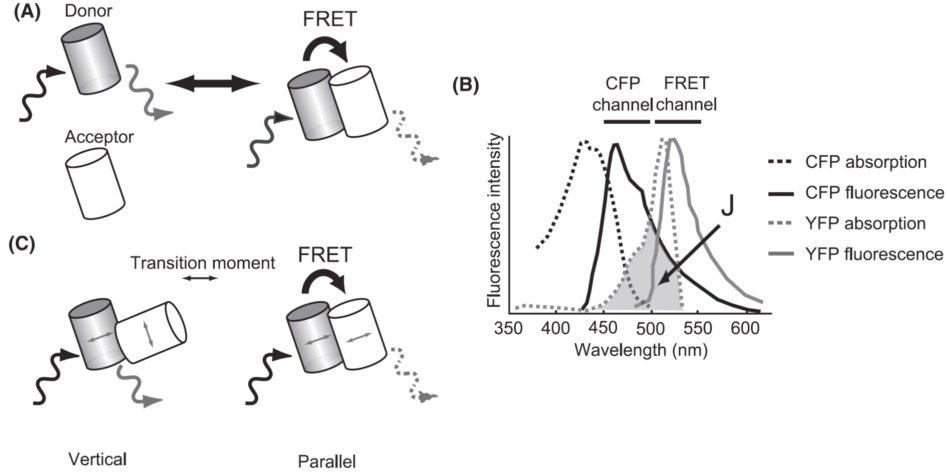 (A)
Donor
FRET
Acceptor
(B)
CFP
channel
FRET
channel
Fluorescence intensity
J
350 400 450 500 550 600
Wavelength (nm)
CFP absorption
CFP fluorescence
YFP absorption
YFP fluorescence
(C)
Transition moment
FRET
Vertical
Parallel